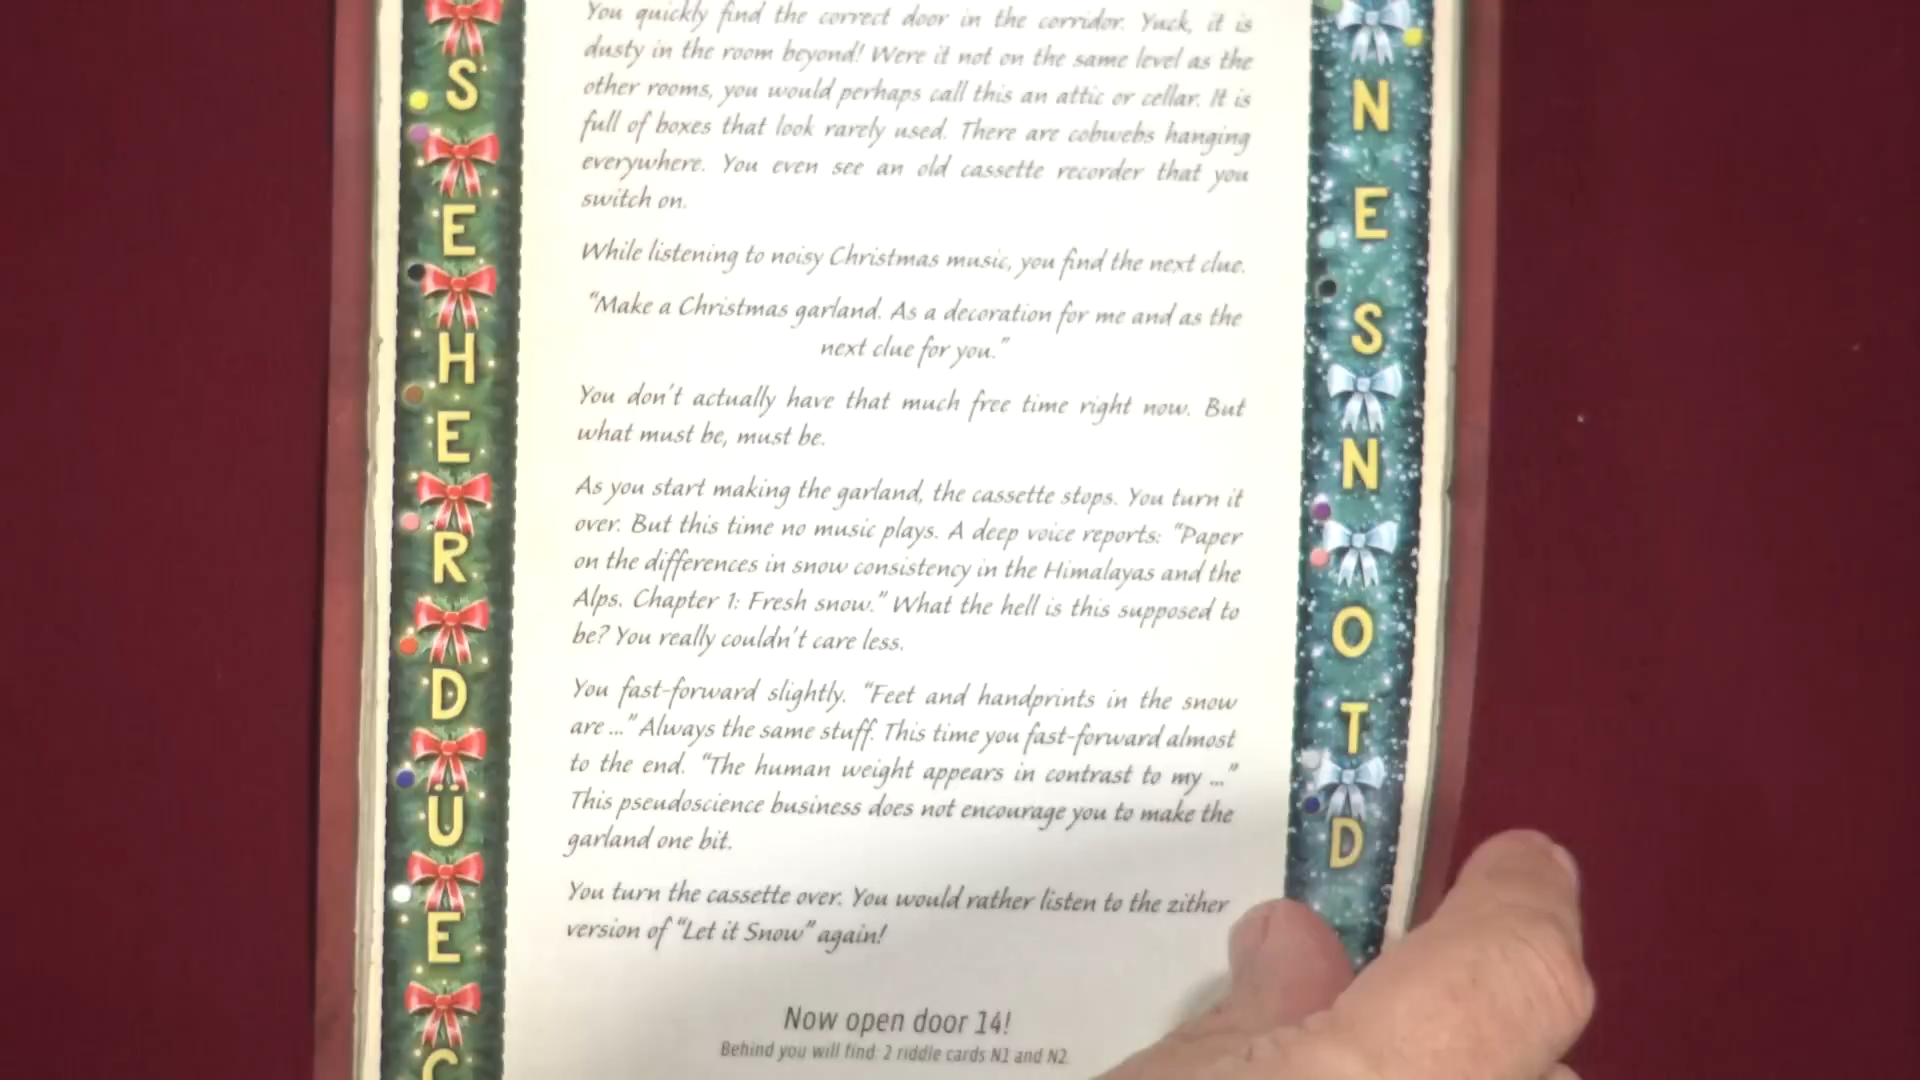 You quickly find the correct door in the corridor. Yuck, it is
dusty in the room beyond! Were it not on the same level as the
other rooms, you would perhaps call this an attic or cellar. It is
full of boxes that look rarely used. There are cobwebs hanging
everywhere. You even see an old cassette recorder that you
switch on.
While listening to noisy Christmas music, you find the next clue.
“Make a Christmas garland. As a decoration for me and as the
next clue for you.”
You don't actually have that much free time right now. But
what must be, must be.
As you start making the garland, the cassette stops. You turn it
over. But this time no music plays. A deep voice reports: “Paper
on the differences in snow consistency in the Himalayas and the
Alps. Chapter 1: Fresh snow.” What the hell is this supposed to
be? You really couldn't care less.
You fast-forward slightly. “Feet and handprints in the snow
are ...” Always the same stuff. This time you fast-forward almost
to the end. “The human weight appears in contrast to my ...”
This pseudoscience business does not encourage you to make the
garland one bit.
You turn the cassette over. You would rather listen to the zither
version of “Let it Snow” again!
Now open door 14!
Behind you will find: 2 riddle cards N1 and N2
S
E
H
E
R
D
Ü
E
N
E
S
N
O
T
D